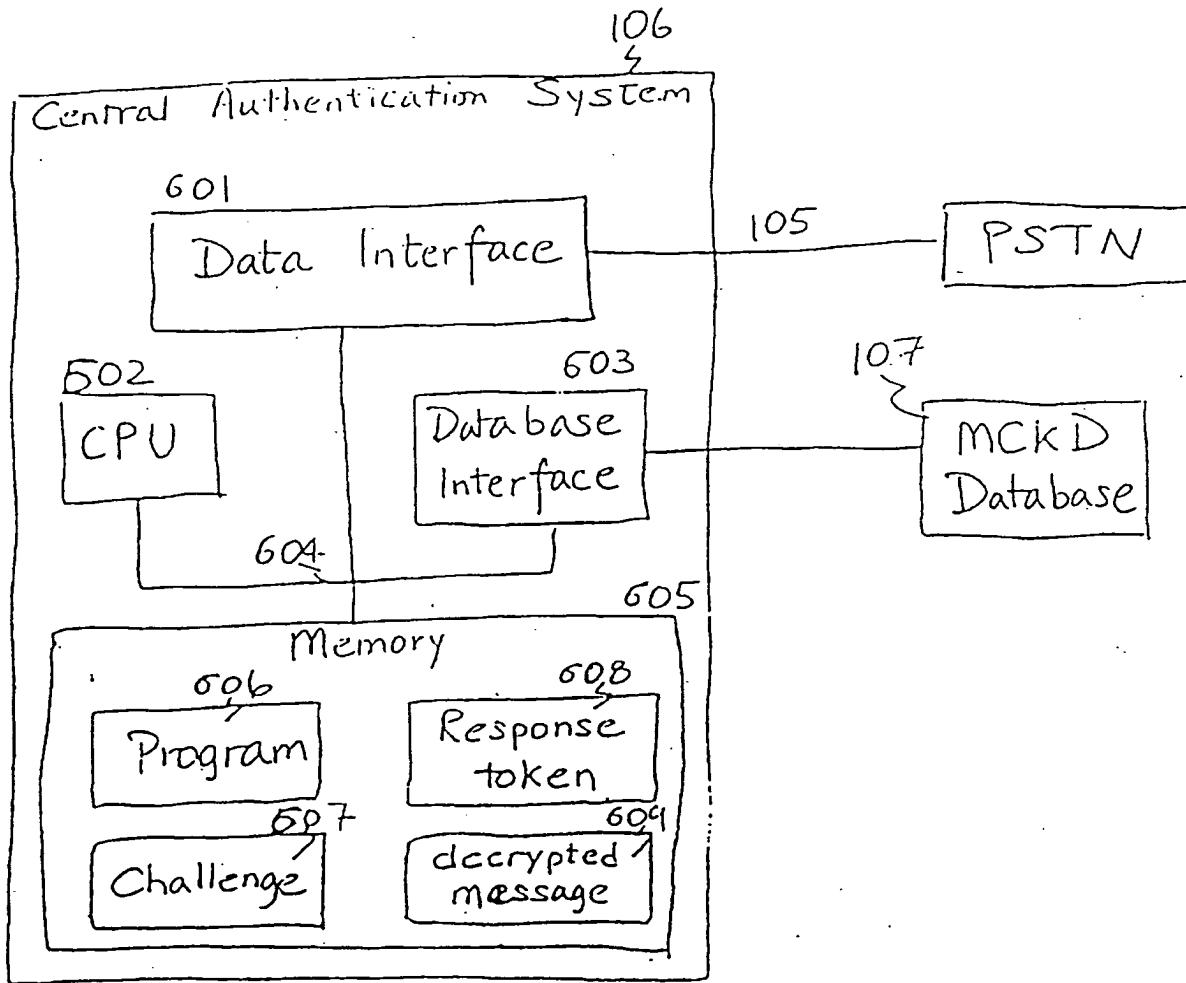 106
Central Authentication System
601
Data Interface
105
PSTN
602
CPU
603
Database
Interface
107
MCKD
Database
604
605
Memory
606
Program
608
Response
token
607
Challenge
609
decrypted
message